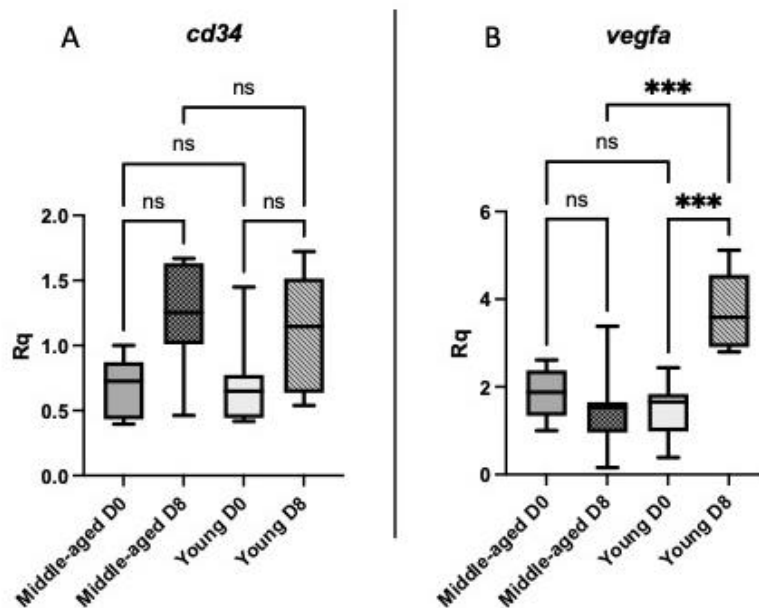 A
cd34
ns
ns
ns
ns
2.0
1.5
1.0
0.5
0.0
Rq
Middle-aged D0
Middle-aged D8
Young D0
Young D8
B
vegfa
***
ns
ns
***
6
4
2
0
Rq
Middle-aged D0
Middle-aged D8
Young D0
Young D8